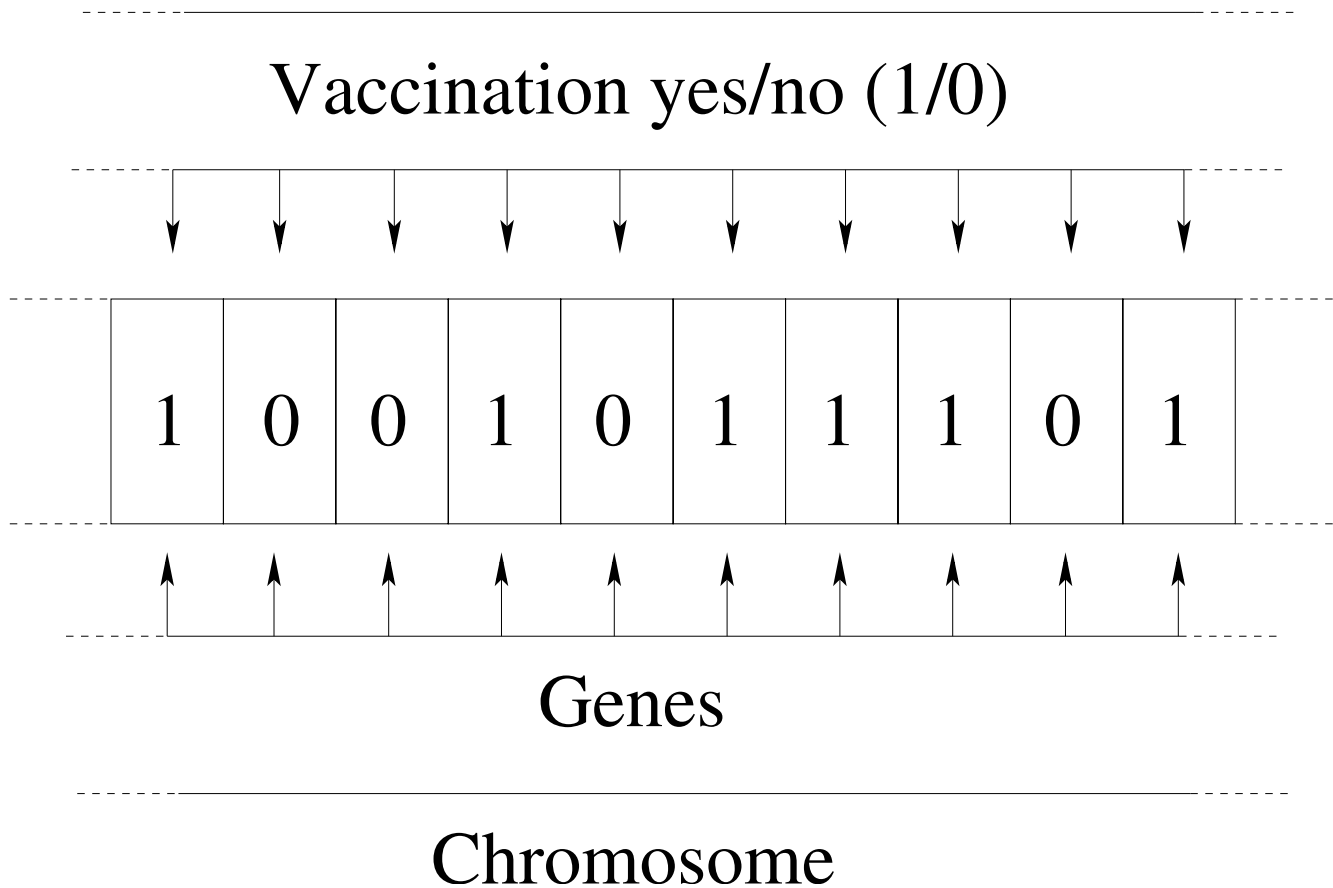 Vaccination yes/no (1/0)
1 0 0 1 0 1 1 1 0 1
Genes
Chromosome